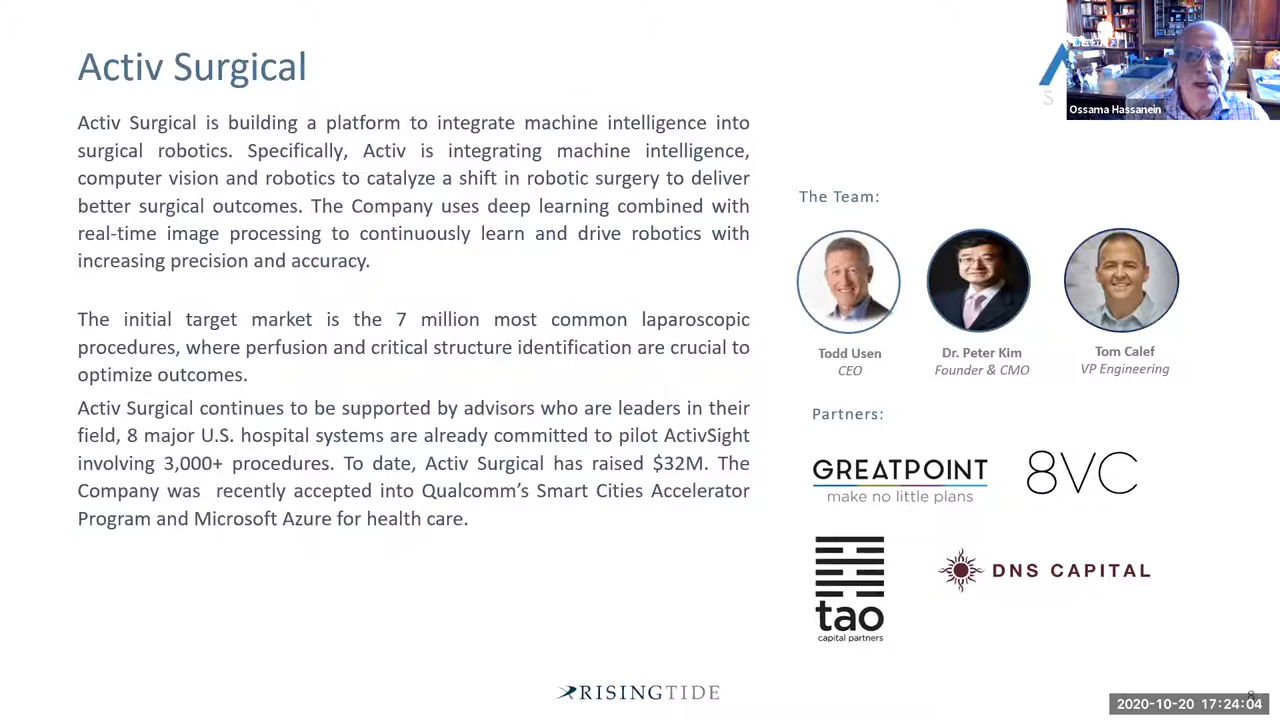 Activ Surgical
Activ Surgical is building a platform to integrate machine intelligence into
surgical robotics. Specifically, Activ is integrating machine intelligence,
computer vision and robotics to catalyze a shift in robotic surgery to deliver
better surgical outcomes. The Company uses deep learning combined with
real-time image processing to continuously learn and drive robotics with
increasing precision and accuracy.
The initial target market is the 7 million most common laparoscopic
procedures, where perfusion and critical structure identification are crucial to
optimize outcomes.
Activ Surgical continues to be supported by advisors who are leaders in their
field, 8 major U.S. hospital systems are already committed to pilot ActivSight
involving 3,000+ procedures. To date, Activ Surgical has raised $32M. The
Company was recently accepted into Qualcomm’s Smart Cities Accelerator
Program and Microsoft Azure for health care.
S
Ossama Hassanein
The Team:
Todd Usen
CEO
Dr. Peter Kim
Founder & CMO
Tom Calef
VP Engineering
Partners:
GREATPOINT
make no little plans
8VC
tao
capital partners
DNS CAPITAL
RISINGTIDE
8
2020-10-20 17:24:04